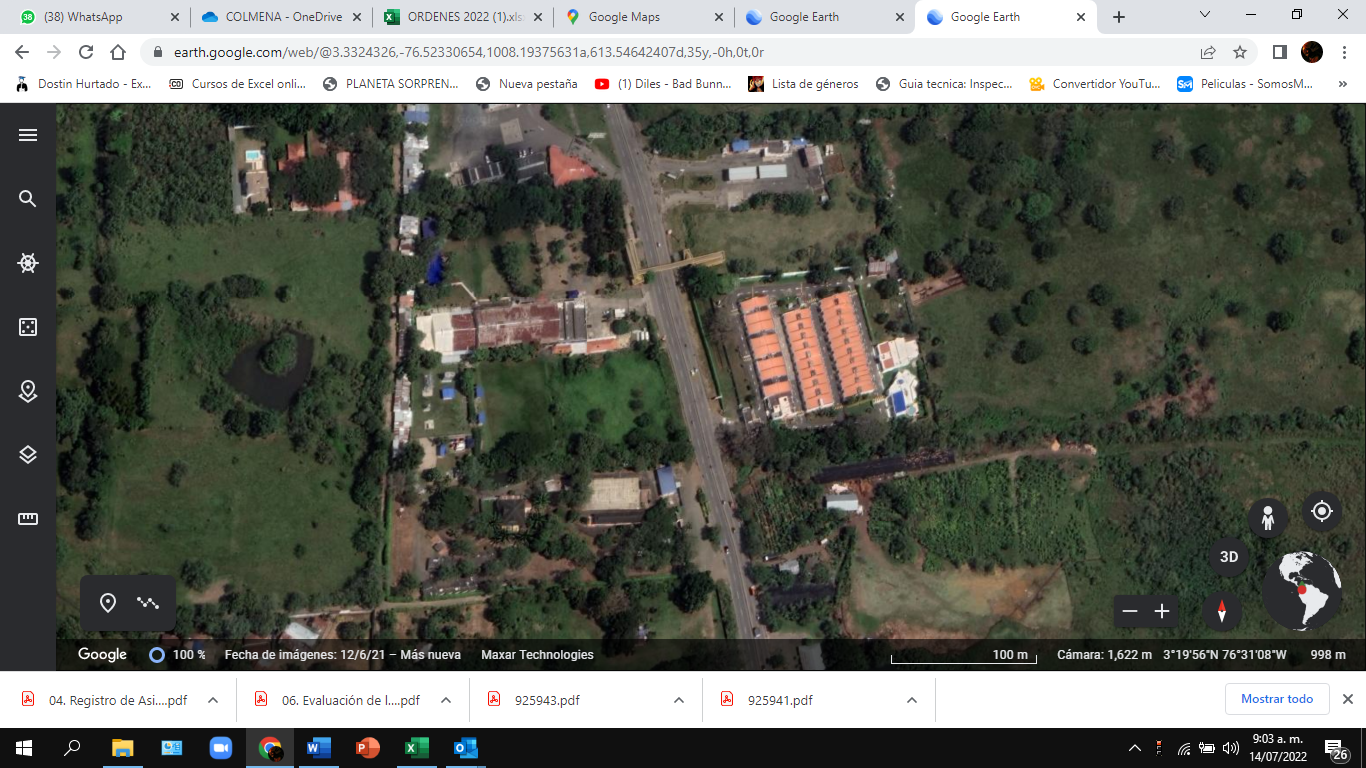 38
(38) WhatsApp
COLMENA - OneDrive
ORDENES 2022 (1).xls
Google Maps
Google Earth
Google Earth
earth.google.com/web/@3.3324326,-76.52330654,1008.19375631a,613.54642407d,35y,-0h,0t,0r
Dostin Hurtado - Ex...
Cursos de Excel onli...
PLANETA SORPREN...
Nueva pestaña
(1) Diles - Bad Bunn...
Lista de géneros
Guia tecnica: Inspec...
Convertidor YouTu...
SM
Peliculas - SomosM...
»
3D
Google
100 %
Fecha de imágenes: 12/6/21 – Más nueva
Maxar Technologies
100 m
Cámara: 1,622 m
3°19'56"N 76°31'08"W
998 m
04. Registro de Asi....pdf
06. Evaluación de l....pdf
925943.pdf
925941.pdf
Mostrar todo
9:03 a. m.
14/07/2022
26